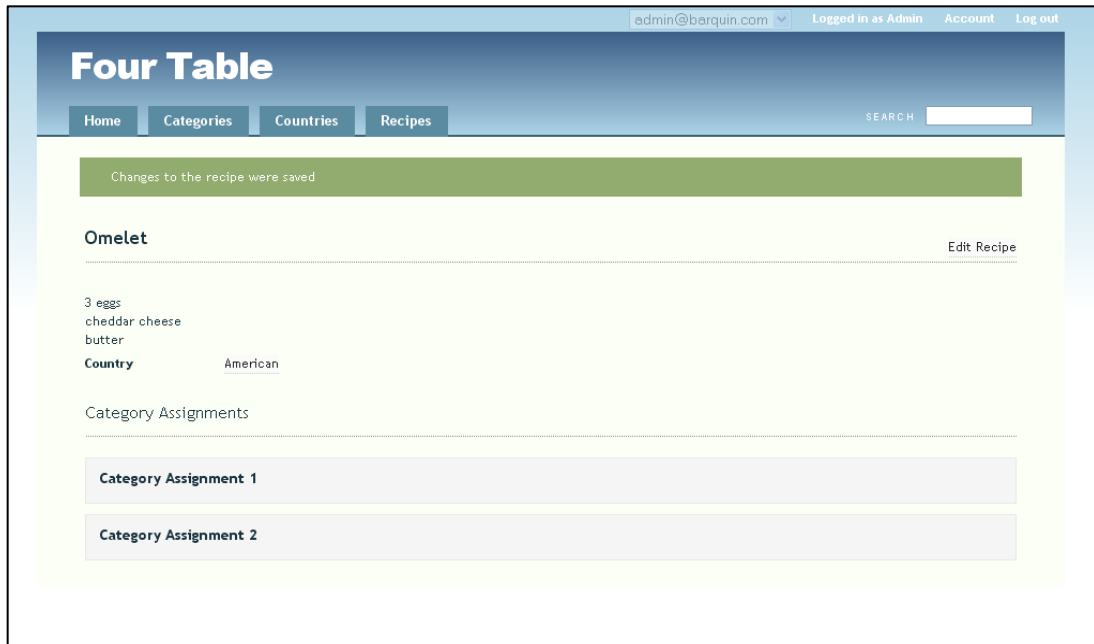 admin@barquin.com Logged in as Admin Account Log out
Four Table
Home Categories Countries Recipes SEARCH
Changes to the recipe were saved
Omelet
Edit Recipe
3 eggs
cheddar cheese
butter
Country American
Category Assignments
Category Assignment 1
Category Assignment 2